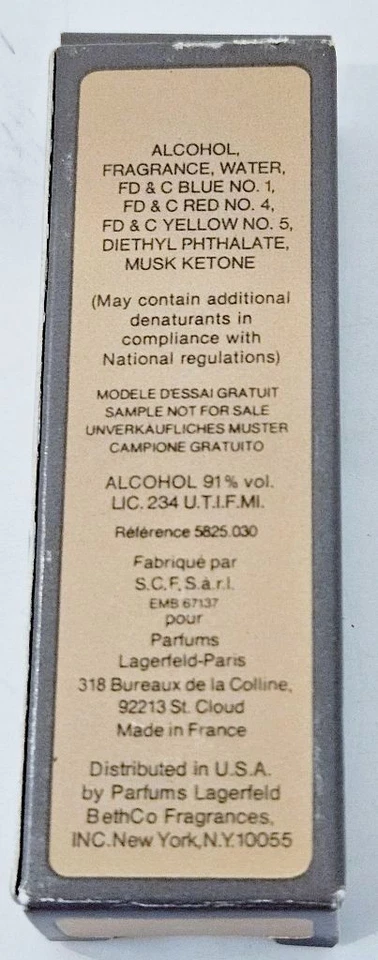 ALCOHOL,
FRAGRANCE, WATER,
FD & C BLUE NO. 1,
FD & C RED NO. 4,
FD & C YELLOW NO. 5,
DIETHYL PHTHALATE,
MUSK KETONE
(May contain additional
denaturants in
compliance with
National regulations)
MODELE D'ESSAI GRATUIT
SAMPLE NOT FOR SALE
UNVERKAUFLICHES MUSTER
CAMPIONE GRATUITO
ALCOHOL 91% vol.
LIC. 234 U.T.I.F.MI.
Référence 5825.030
Fabriqué par
S.C.F. S.à r.l.
EMB 67137
pour
Parfums
Lagerfeld-Paris
318 Bureaux de la Colline,
92213 St. Cloud
Made in France
Distributed in U.S.A.
by Parfums Lagerfeld
BethCo Fragrances,
INC. New York, N.Y. 10055